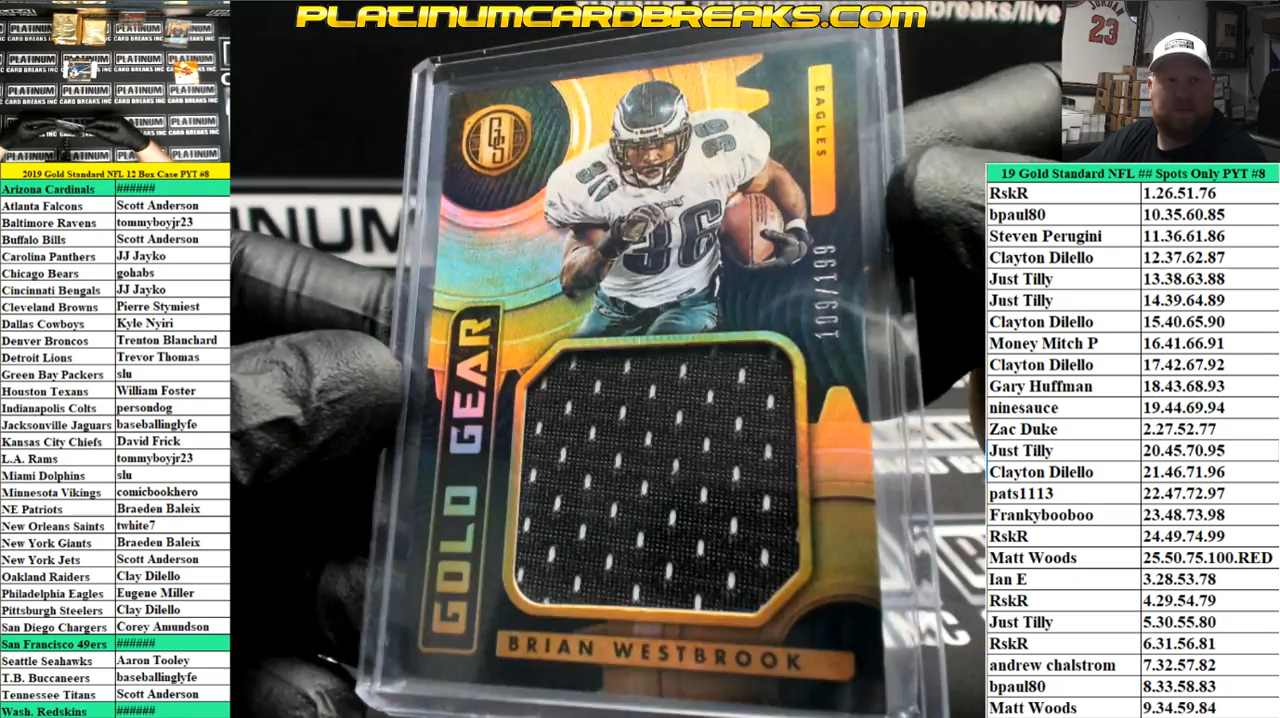 PLATINUMCARDBREAKS.COM
breaks/live
JORDAN
23
PLATINUM
CARD BREAKS INC
2019 Gold Standard NFL 12 Box Case PYT #8
Arizona Cardinals ######
Atlanta Falcons Scott Anderson
Baltimore Ravens tommyboyjr23
Buffalo Bills Scott Anderson
Carolina Panthers JJ Jayko
Chicago Bears gohabs
Cincinnati Bengals JJ Jayko
Cleveland Browns Pierre Stymiest
Dallas Cowboys Kyle Nyiri
Denver Broncos Trenton Blanchard
Detroit Lions Trevor Thomas
Green Bay Packers slu
Houston Texans William Foster
Indianapolis Colts persondog
Jacksonville Jaguars baseballinglyfe
Kansas City Chiefs David Frick
L.A. Rams tommyboyjr23
Miami Dolphins slu
Minnesota Vikings comicbookhero
NE Patriots Braeden Baleix
New Orleans Saints twhite7
New York Giants Braeden Baleix
New York Jets Scott Anderson
Oakland Raiders Clay Dilello
Philadelphia Eagles Eugene Miller
Pittsburgh Steelers Clay Dilello
San Diego Chargers Corey Amundson
San Francisco 49ers ######
Seattle Seahawks Aaron Tooley
T.B. Buccaneers baseballinglyfe
Tennessee Titans Scott Anderson
Wash. Redskins ######
GS
EAGLES
36
36
109/199
GOLD GEAR
BRIAN WESTBROOK
19 Gold Standard NFL ## Spots Only PYT #8
RskR 1.26.51.76
bpaul80 10.35.60.85
Steven Perugini 11.36.61.86
Clayton Dilello 12.37.62.87
Just Tilly 13.38.63.88
Just Tilly 14.39.64.89
Clayton Dilello 15.40.65.90
Money Mitch P 16.41.66.91
Clayton Dilello 17.42.67.92
Gary Huffman 18.43.68.93
ninesauce 19.44.69.94
Zac Duke 2.27.52.77
Just Tilly 20.45.70.95
Clayton Dilello 21.46.71.96
pats1113 22.47.72.97
Frankybooboo 23.48.73.98
RskR 24.49.74.99
Matt Woods 25.50.75.100.RED
Ian E 3.28.53.78
RskR 4.29.54.79
Just Tilly 5.30.55.80
RskR 6.31.56.81
andrew chalstrom 7.32.57.82
bpaul80 8.33.58.83
Matt Woods 9.34.59.84